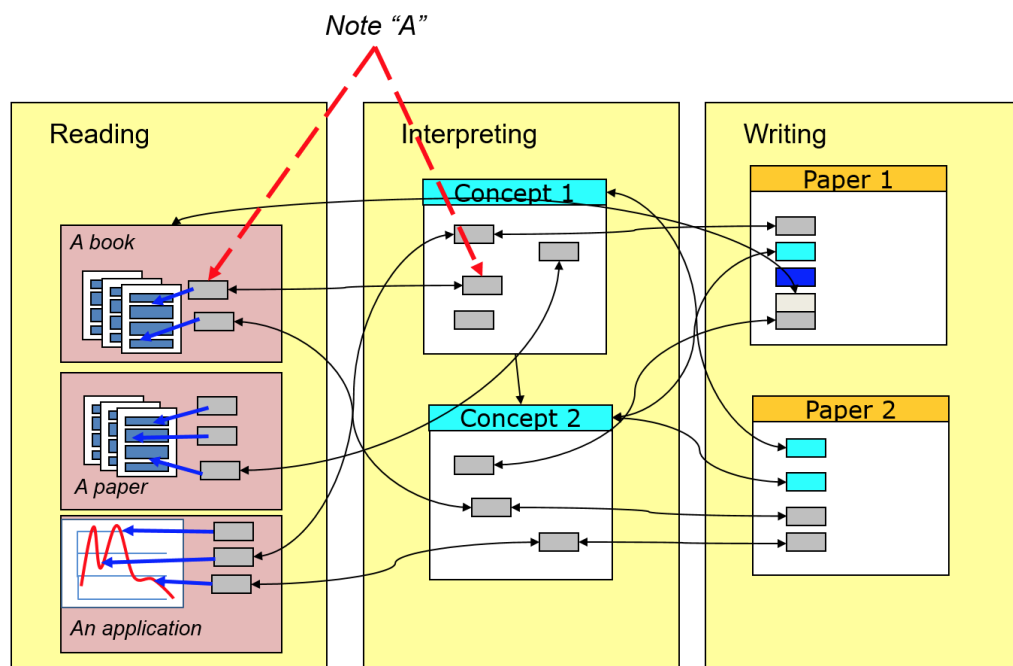 Note “A”
Reading
Interpreting
Writing
Concept 1
Paper 1
A book
Concept 2
Paper 2
A paper
An application